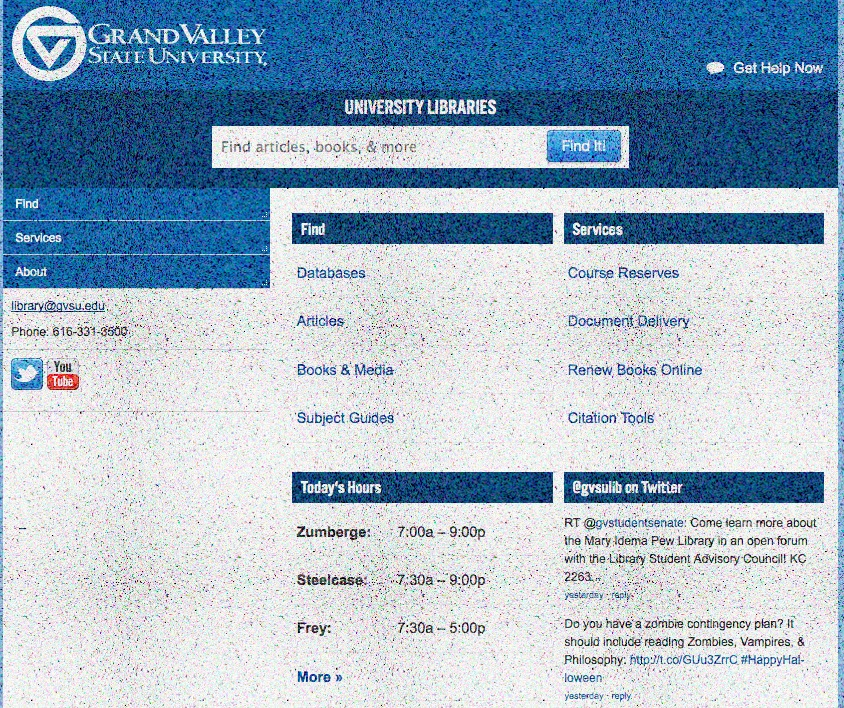 GRAND VALLEY
STATE UNIVERSITY.
Get Help Now
UNIVERSITY LIBRARIES
Find articles, books, & more
Find It!
Find
Services
About
library@gvsu.edu
Phone: 616-331-3500
You
Tube
Find
Databases
Articles
Books & Media
Subject Guides
Services
Course Reserves
Document Delivery
Renew Books Online
Citation Tools
Today's Hours
Zumberge: 7:00a – 9:00p
Steelcase: 7:30a – 9:00p
Frey: 7:30a – 5:00p
More »
@gvsulib on Twitter
RT @gvstudentsenate: Come learn more about
the Mary Idema Pew Library in an open forum
with the Library Student Advisory Council! KC
2263...
yesterday · reply
Do you have a zombie contingency plan? It
should include reading Zombies, Vampires, &
Philosophy: http://t.co/GUu3ZrrC #HappyHal-
loween
yesterday · reply